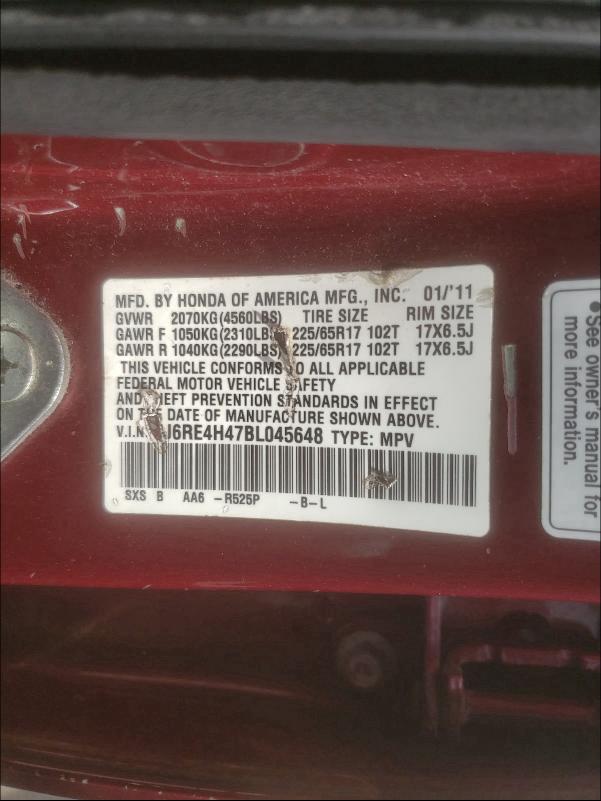 MFD. BY HONDA OF AMERICA MFG., INC. 01/'11
GVWR 2070KG(4560LBS) TIRE SIZE RIM SIZE
GAWR F 1050KG(2310LBS) 225/65R17 102T 17X6.5J
GAWR R 1040KG(2290LBS) 225/65R17 102T 17X6.5J
THIS VEHICLE CONFORMS TO ALL APPLICABLE
FEDERAL MOTOR VEHICLE SAFETY
AND THEFT PREVENTION STANDARDS IN EFFECT
ON THE DATE OF MANUFACTURE SHOWN ABOVE.
V.I.N. J6RE4H47BL045648 TYPE: MPV
SXS B AA6 -R525P -B-L
• See owner's manual for
more information.